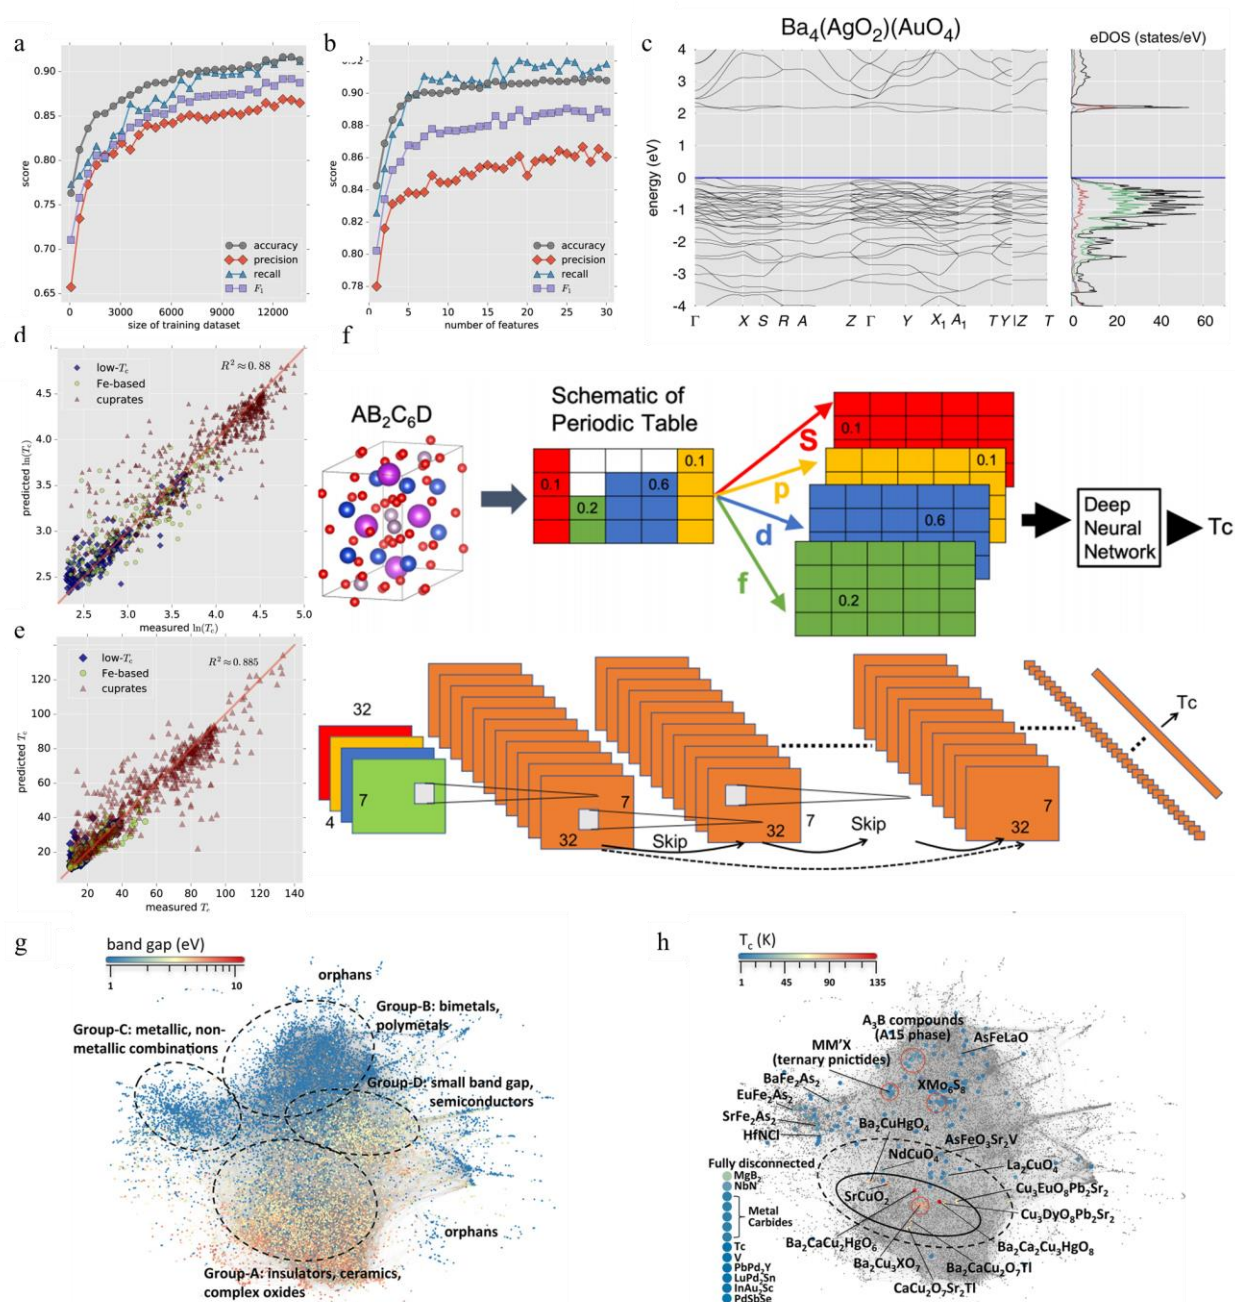 a
score
0.90
0.85
0.80
0.75
0.70
0.65
0
3000
6000
9000
12000
size of training dataset
accuracy
precision
recall
F₁
b
score
0.92
0.90
0.88
0.86
0.84
0.82
0.80
0.78
0
5
10
15
20
25
30
number of features
accuracy
precision
recall
F₁
c
Ba₄(AgO₂)(AuO₄)
eDOS (states/eV)
energy (eV)
4
3
2
1
0
-1
-2
-3
-4
Γ X S R A Z Γ Y X₁ A₁ T Y|Z T
0 20 40 60
d
low-Tc
Fe-based
cuprates
R² ≈ 0.88
predicted ln(Tc)
4.5
4.0
3.5
3.0
2.5
2.5 3.0 3.5 4.0 4.5 5.0
measured ln(Tc)
e
low-Tc
Fe-based
cuprates
R² ≈ 0.885
predicted Tc
120
100
80
60
40
20
20 40 60 80 100 120 140
measured Tc
f
AB₂C₆D
Schematic of
Periodic Table
0.1
0.1
0.6
0.2
S
p
d
f
0.1
0.1
0.6
0.2
Deep
Neural
Network
Tc
32
7
4
7
32
Skip
32
7
Skip
7
32
Tc
g
band gap (eV)
1
10
orphans
Group-B: bimetals,
polymetals
Group-C: metallic, non-
metallic combinations
Group-D: small band gap,
semiconductors
orphans
Group-A: insulators, ceramics,
complex oxides
h
Tc (K)
1 45 90 135
A₃B compounds
(A15 phase)
AsFeLaO
MM'X
(ternary pnictides)
XMo₆S₈
BaFe₂As₂
EuFe₂As₂
SrFe₂As₂
HfNCl
Ba₂CuHgO₄
AsFeO₃Sr₂V
NdCuO₄
La₂CuO₄
Fully disconnected
MgB₂
NbN
Metal
Carbides
Tc
V
PbPd₂Y
LuPd₂Sn
InAu₂Sc
PdSbSe
SrCuO₂
Cu₃EuO₈Pb₂Sr₂
Cu₃DyO₈Pb₂Sr₂
Ba₂CaCu₂HgO₆
Ba₂Ca₂Cu₃HgO₈
Ba₂Cu₃XO₇
Ba₂CaCu₂O₇Tl
CaCu₂O₇Sr₂Tl